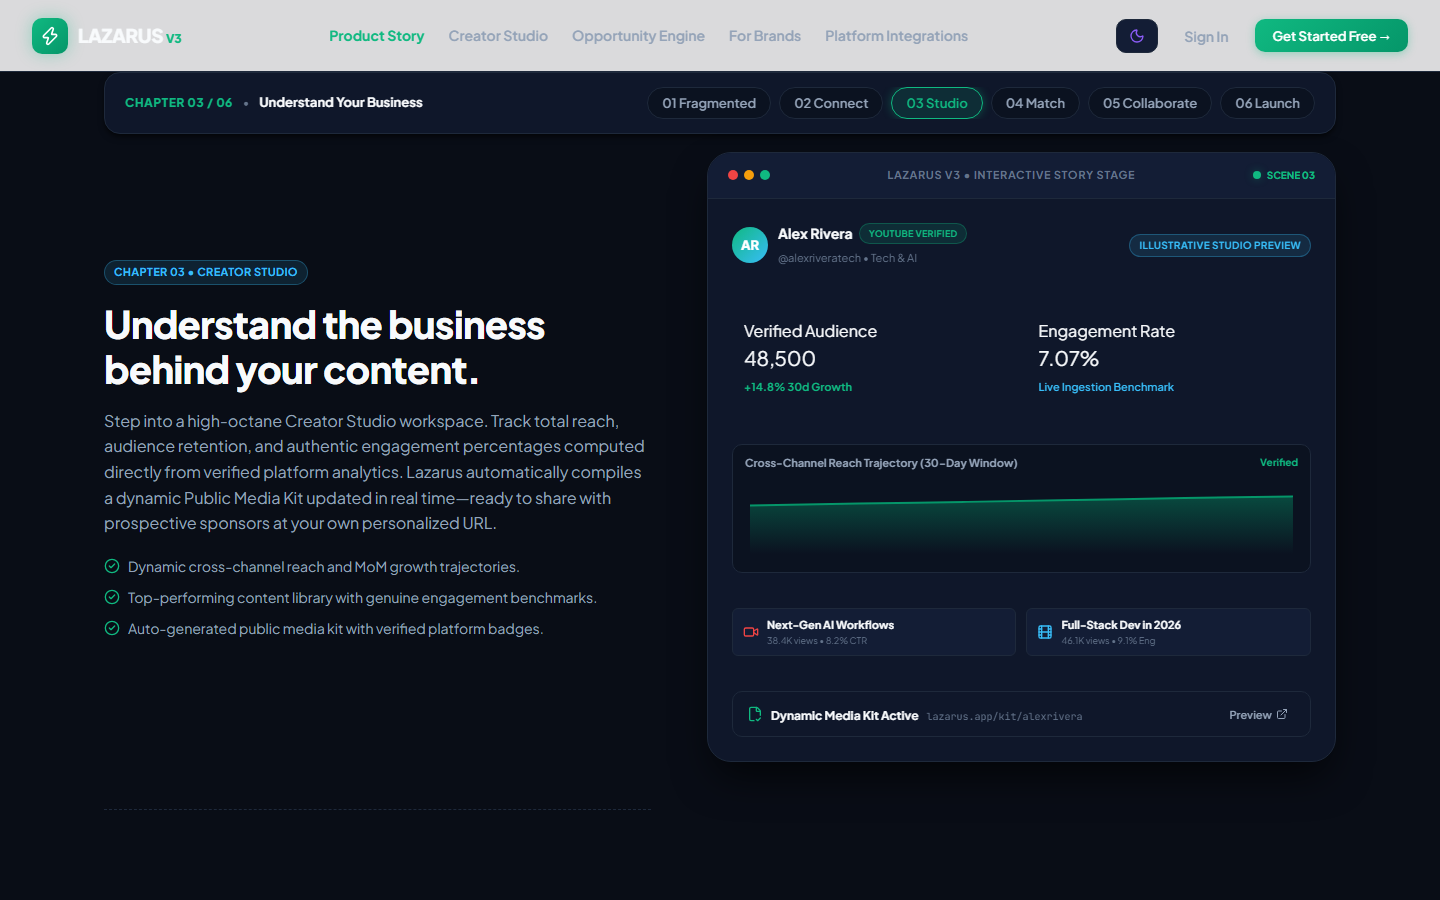 LAZARUS V3
Product Story
Creator Studio
Opportunity Engine
For Brands
Platform Integrations
Sign In
Get Started Free →
CHAPTER 03 / 06 • Understand Your Business
01 Fragmented
02 Connect
03 Studio
04 Match
05 Collaborate
06 Launch
CHAPTER 03 • CREATOR STUDIO
Understand the business
behind your content.
Step into a high-octane Creator Studio workspace. Track total reach,
audience retention, and authentic engagement percentages computed
directly from verified platform analytics. Lazarus automatically compiles
a dynamic Public Media Kit updated in real time—ready to share with
prospective sponsors at your own personalized URL.
Dynamic cross-channel reach and MoM growth trajectories.
Top-performing content library with genuine engagement benchmarks.
Auto-generated public media kit with verified platform badges.
LAZARUS V3 • INTERACTIVE STORY STAGE
SCENE 03
AR
Alex Rivera
YOUTUBE VERIFIED
@alexriveratech • Tech & AI
ILLUSTRATIVE STUDIO PREVIEW
Verified Audience
48,500
+14.8% 30d Growth
Engagement Rate
7.07%
Live Ingestion Benchmark
Cross-Channel Reach Trajectory (30-Day Window)
Verified
Next-Gen AI Workflows
38.4K views • 8.2% CTR
Full-Stack Dev in 2026
46.1K views • 9.1% Eng
Dynamic Media Kit Active
lazarus.app/kit/alexrivera
Preview